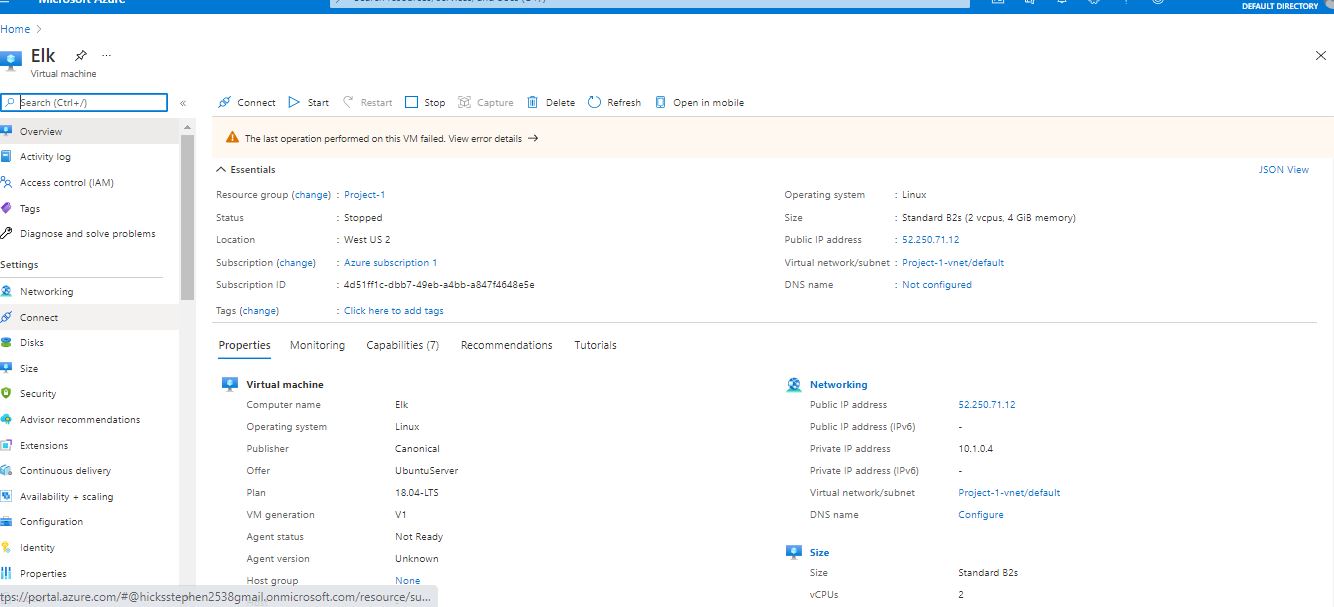 Microsoft Azure
DEFAULT DIRECTORY
Home >
Elk ...
Virtual machine
Search (Ctrl+/)
«
Connect Start Restart Stop Capture Delete Refresh Open in mobile
The last operation performed on this VM failed. View error details →
Overview
Activity log
Access control (IAM)
Tags
Diagnose and solve problems
Settings
Networking
Connect
Disks
Size
Security
Advisor recommendations
Extensions
Continuous delivery
Availability + scaling
Configuration
Identity
Properties
Essentials
JSON View
Resource group (change) : Project-1
Status : Stopped
Location : West US 2
Subscription (change) : Azure subscription 1
Subscription ID : 4d51ff1c-dbb7-49eb-a4bb-a847f4648e5e
Tags (change) : Click here to add tags
Operating system : Linux
Size : Standard B2s (2 vcpus, 4 GiB memory)
Public IP address : 52.250.71.12
Virtual network/subnet : Project-1-vnet/default
DNS name : Not configured
Properties Monitoring Capabilities (7) Recommendations Tutorials
Virtual machine
Computer name Elk
Operating system Linux
Publisher Canonical
Offer UbuntuServer
Plan 18.04-LTS
VM generation V1
Agent status Not Ready
Agent version Unknown
Host group None
Networking
Public IP address 52.250.71.12
Public IP address (IPv6) -
Private IP address 10.1.0.4
Private IP address (IPv6) -
Virtual network/subnet Project-1-vnet/default
DNS name Configure
Size
Size Standard B2s
vCPUs 2
tps://portal.azure.com/#@hicksstephen2538gmail.onmicrosoft.com/resource/su...